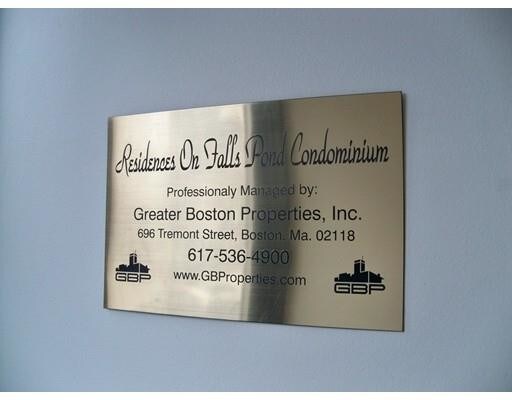 Residences On Falls Pond Condominium
Professionaly Managed by:
Greater Boston Properties, Inc.
696 Tremont Street, Boston, Ma. 02118
617-536-4900
www.GBProperties.com
GBP
GBP